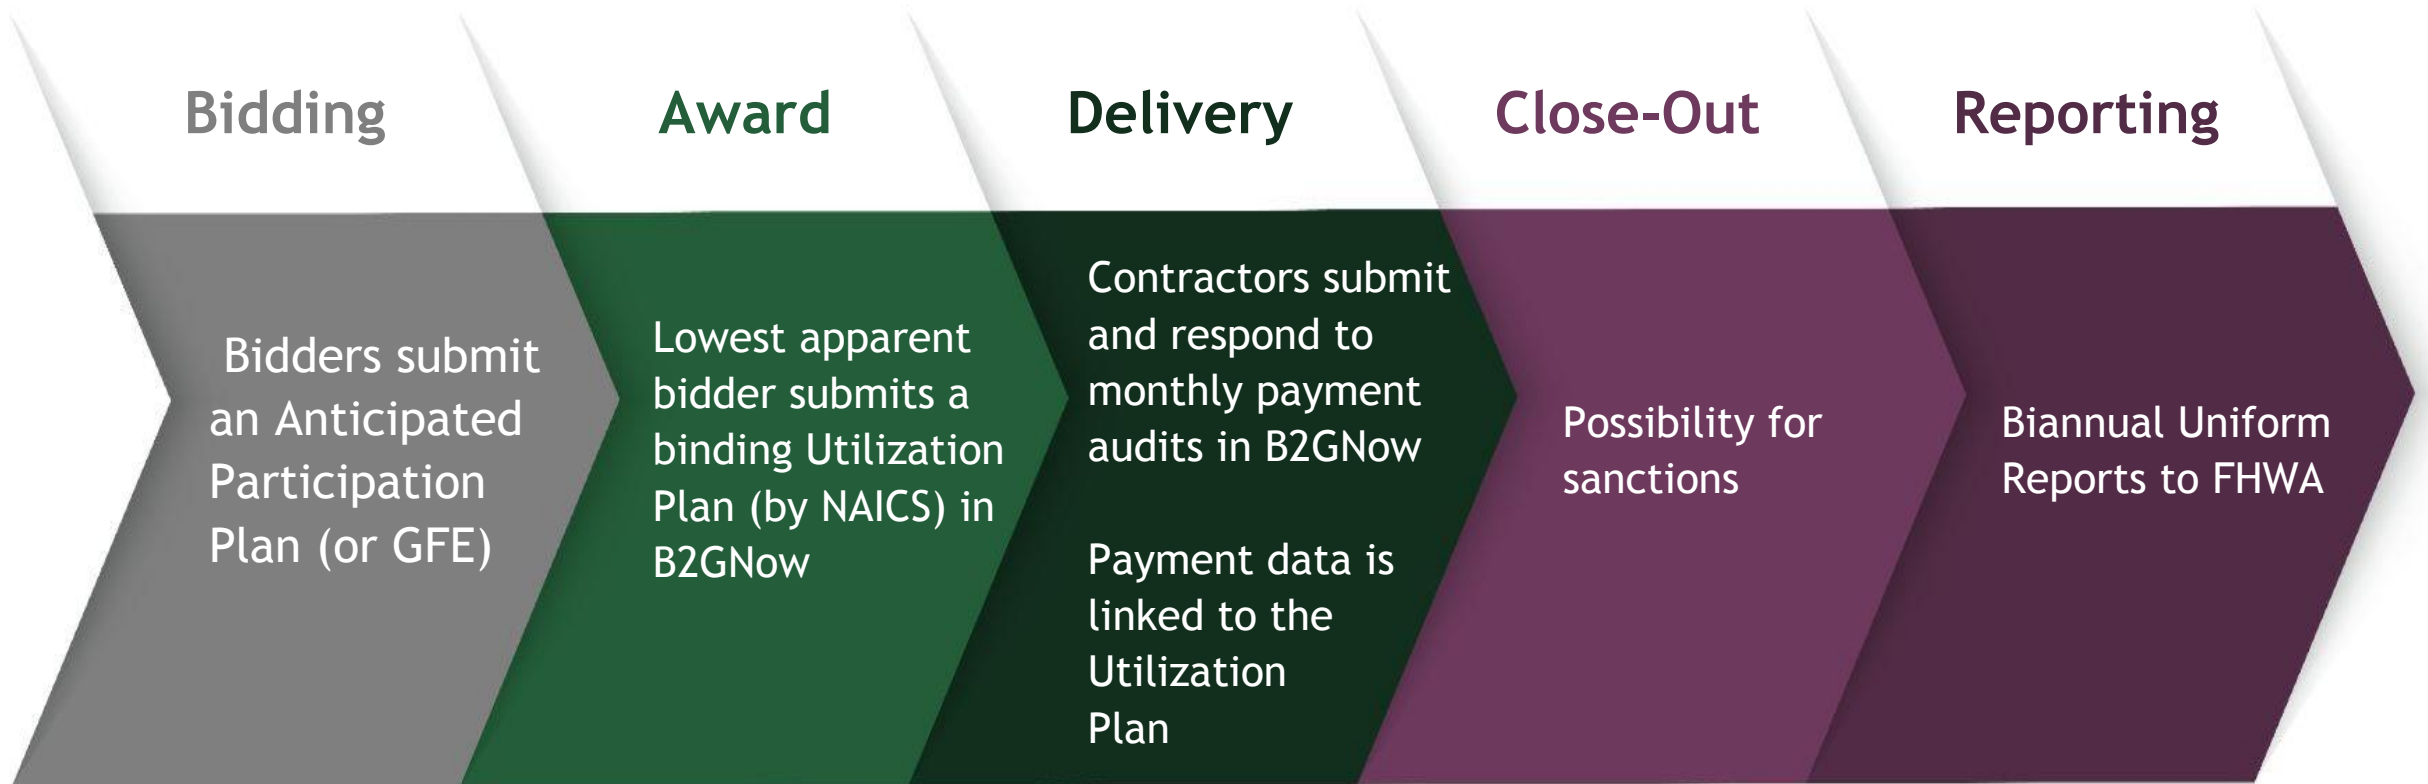 Bidding
Award
Delivery
Close-Out
Reporting
Bidders submit
an Anticipated
Participation
Plan (or GFE)
Lowest apparent
bidder submits a
binding Utilization
Plan (by NAICS) in
B2GNow
Contractors submit
and respond to
monthly payment
audits in B2GNow
Payment data is
linked to the
Utilization
Plan
Possibility for
sanctions
Biannual Uniform
Reports to FHWA